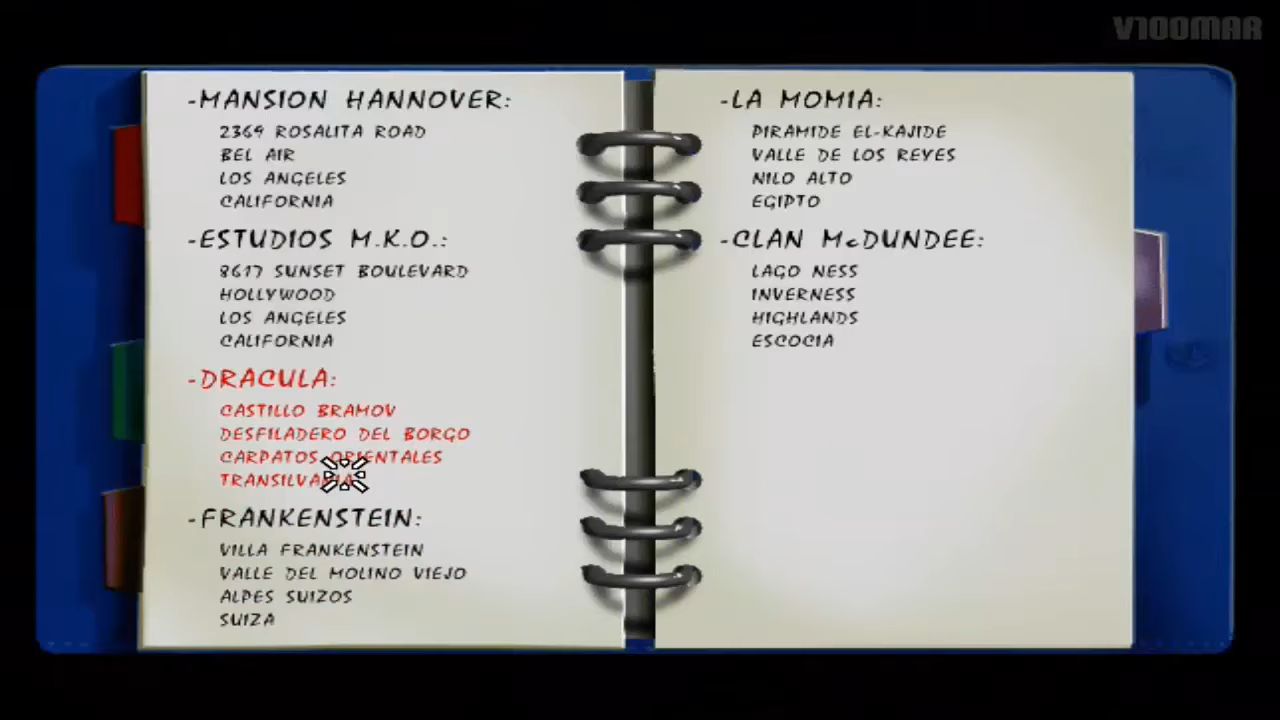 V100MAR
-MANSION HANNOVER:
2369 ROSALITA ROAD
BEL AIR
LOS ANGELES
CALIFORNIA
-ESTUDIOS M.K.O.:
8617 SUNSET BOULEVARD
HOLLYWOOD
LOS ANGELES
CALIFORNIA
-DRACULA:
CASTILLO BRAMOV
DESFILADERO DEL BORGO
CARPATOS ORIENTALES
TRANSILVANIA
-FRANKENSTEIN:
VILLA FRANKENSTEIN
VALLE DEL MOLINO VIEJO
ALPES SUIZOS
SUIZA
-LA MOMIA:
PIRAMIDE EL-KAJIDE
VALLE DE LOS REYES
NILO ALTO
EGIPTO
-CLAN McDUNDEE:
LAGO NESS
INVERNESS
HIGHLANDS
ESCOCIA